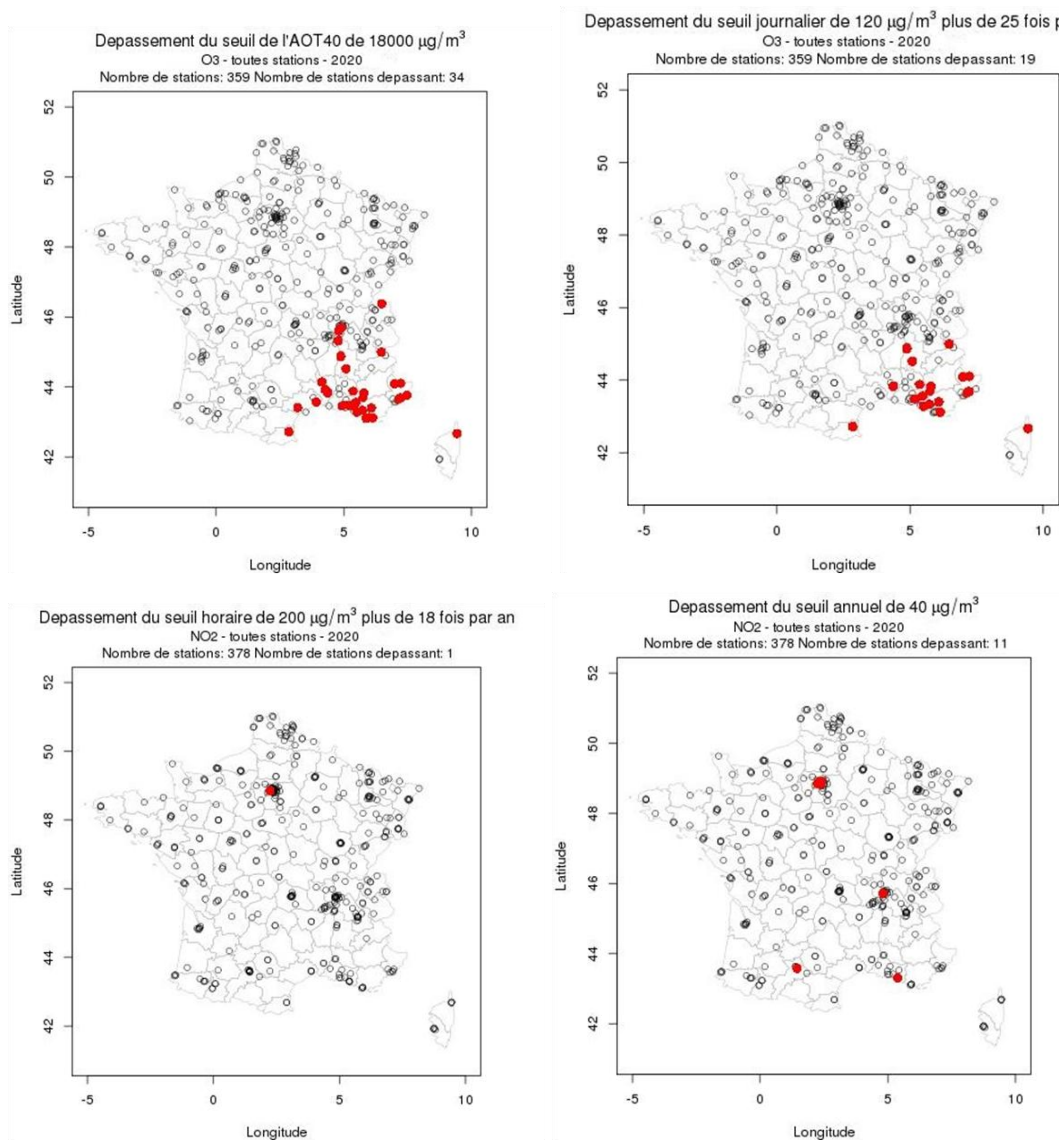 Depassement du seuil de l'AOT40 de 18000 µg/m³
O3 - toutes stations - 2020
Nombre de stations: 359 Nombre de stations depassant: 34
52
50
48
46
44
42
Latitude
-5
0
5
10
Longitude
Depassement du seuil journalier de 120 µg/m³ plus de 25 fois p
O3 - toutes stations - 2020
Nombre de stations: 359 Nombre de stations depassant: 19
52
50
48
46
44
42
Latitude
-5
0
5
10
Longitude
Depassement du seuil horaire de 200 µg/m³ plus de 18 fois par an
NO2 - toutes stations - 2020
Nombre de stations: 378 Nombre de stations depassant: 1
52
50
48
46
44
42
Latitude
-5
0
5
10
Longitude
Depassement du seuil annuel de 40 µg/m³
NO2 - toutes stations - 2020
Nombre de stations: 378 Nombre de stations depassant: 11
52
50
48
46
44
42
Latitude
-5
0
5
10
Longitude